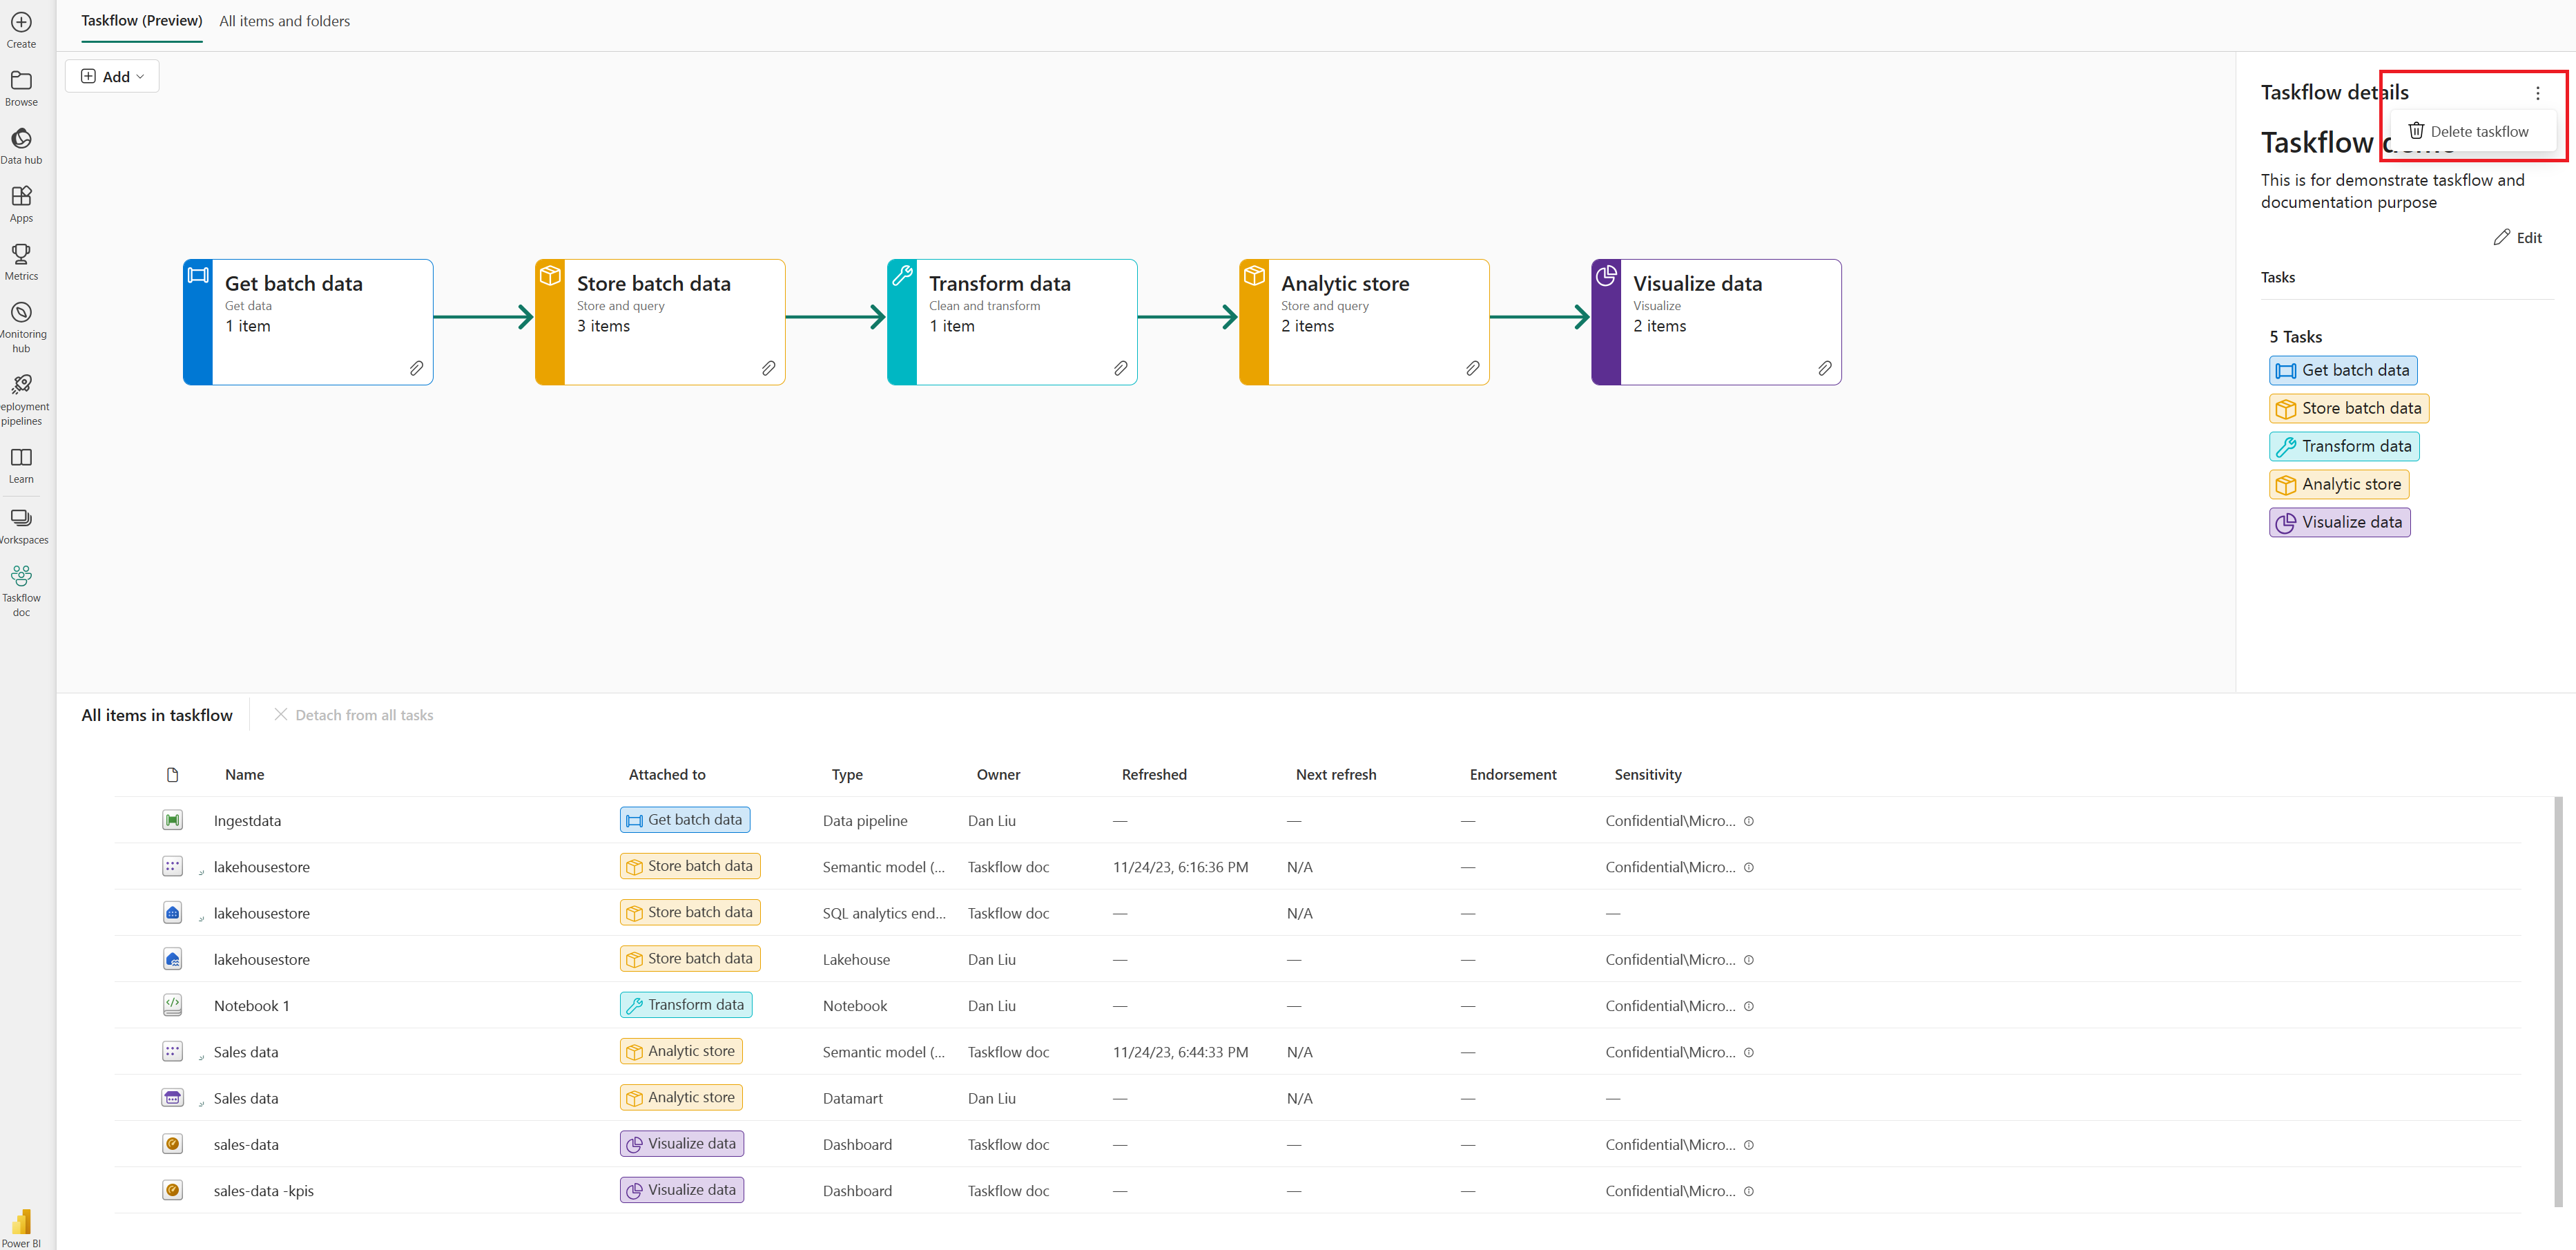 Create
Browse
Data hub
Apps
Metrics
Monitoring
hub
eployment
pipelines
Learn
Workspaces
Taskflow
doc
Power BI
Taskflow (Preview) All items and folders
Add
Get batch data
Get data
1 item
Store batch data
Store and query
3 items
Transform data
Clean and transform
1 item
Analytic store
Store and query
2 items
Visualize data
Visualize
2 items
Taskflow details
Delete taskflow
Taskflow
This is for demonstrate taskflow and
documentation purpose
Edit
Tasks
5 Tasks
Get batch data
Store batch data
Transform data
Analytic store
Visualize data
All items in taskflow Detach from all tasks
Name Attached to Type Owner Refreshed Next refresh Endorsement Sensitivity
Ingestdata Get batch data Data pipeline Dan Liu — — — Confidential\Micro...
lakehousestore Store batch data Semantic model (... Taskflow doc 11/24/23, 6:16:36 PM N/A — Confidential\Micro...
lakehousestore Store batch data SQL analytics end... Taskflow doc — N/A — —
lakehousestore Store batch data Lakehouse Dan Liu — — — Confidential\Micro...
Notebook 1 Transform data Notebook Dan Liu — — — Confidential\Micro...
Sales data Analytic store Semantic model (... Taskflow doc 11/24/23, 6:44:33 PM N/A — Confidential\Micro...
Sales data Analytic store Datamart Dan Liu — N/A — —
sales-data Visualize data Dashboard Taskflow doc — — — Confidential\Micro...
sales-data -kpis Visualize data Dashboard Taskflow doc — — — Confidential\Micro...